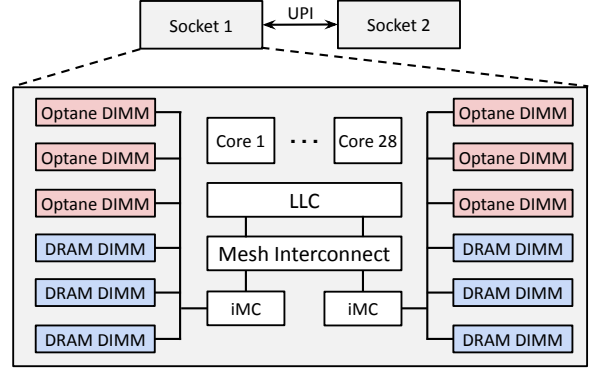 UPI
Socket 1
Socket 2
Optane DIMM
Optane DIMM
Optane DIMM
DRAM DIMM
DRAM DIMM
DRAM DIMM
Core 1
· · ·
Core 28
LLC
Mesh Interconnect
iMC
iMC
Optane DIMM
Optane DIMM
Optane DIMM
DRAM DIMM
DRAM DIMM
DRAM DIMM